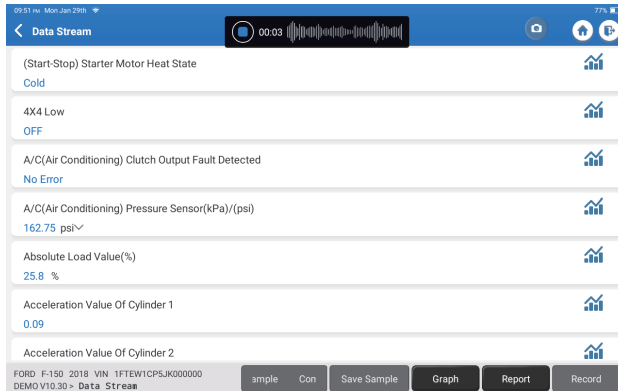 09:51 PM Mon Jan 29th
77%
Data Stream
00:03
(Start-Stop) Starter Motor Heat State
Cold
4X4 Low
OFF
A/C(Air Conditioning) Clutch Output Fault Detected
No Error
A/C(Air Conditioning) Pressure Sensor(kPa)/(psi)
162.75 psi
Absolute Load Value(%)
25.8 %
Acceleration Value Of Cylinder 1
0.09
Acceleration Value Of Cylinder 2
FORD F-150 2018 VIN 1FTEW1CP5JK000000
DEMO V10.30 > Data Stream
ample Con
Save Sample
Graph
Report
Record